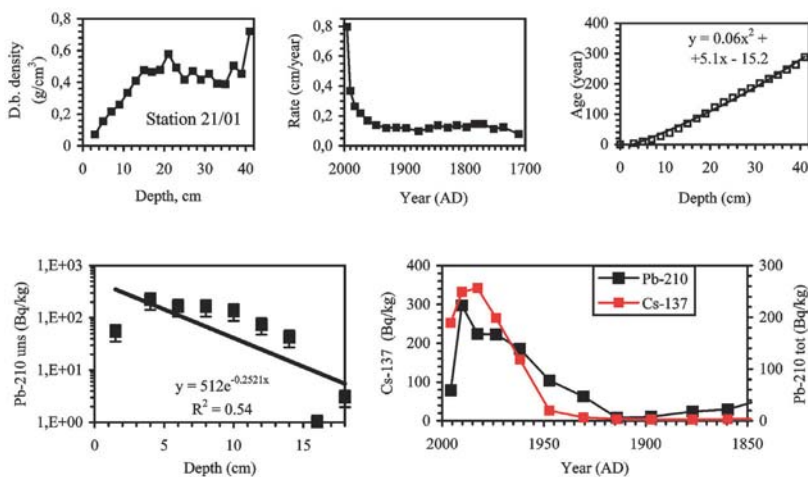 D.b. density
(g/cm³)
0,8
0,6
0,4
0,2
0
Station 21/01
0 10 20 30 40
Depth, cm
Rate (cm/year)
0,8
0,6
0,4
0,2
0,0
2000 1900 1800 1700
Year (AD)
Age (year)
400
300
200
100
0
y = 0.06x² +
+5.1x - 15.2
0 10 20 30 40
Depth (cm)
Pb-210 uns (Bq/kg)
1,E+03
1,E+02
1,E+01
1,E+00
y = 512e^-0.2521x
R² = 0.54
0 5 10 15
Depth (cm)
Cs-137 (Bq/kg)
400
300
200
100
0
Pb-210
Cs-137
300
200
100
0
Pb-210 tot (Bq/kg)
2000 1950 1900 1850
Year (AD)